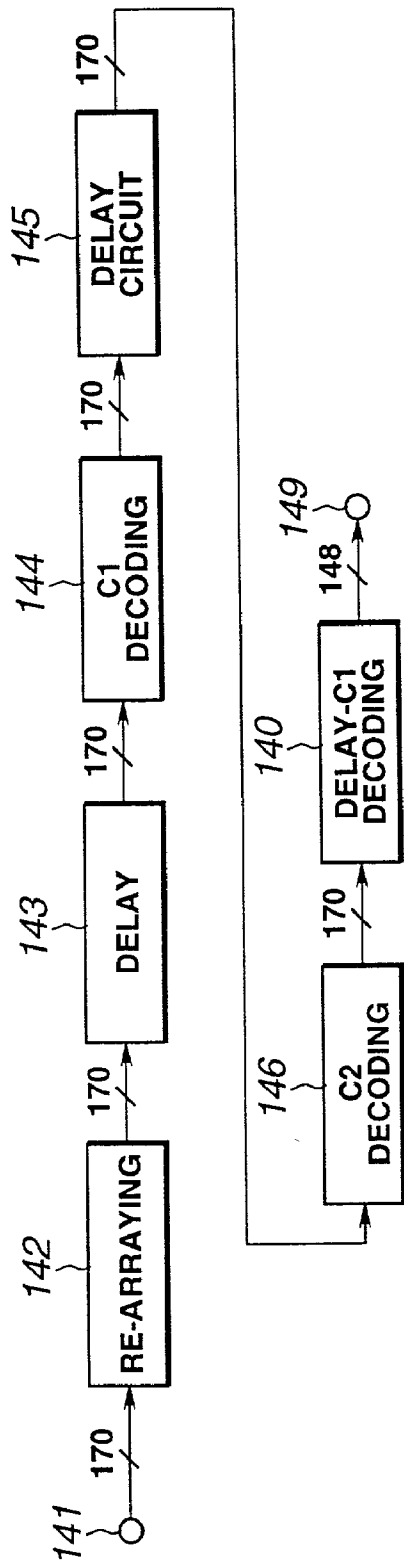 141
170
142
RE-ARRAYING
170
143
DELAY
170
144
C1
DECODING
170
145
DELAY
CIRCUIT
170
146
C2
DECODING
170
140
DELAY-C1
DECODING
148
149